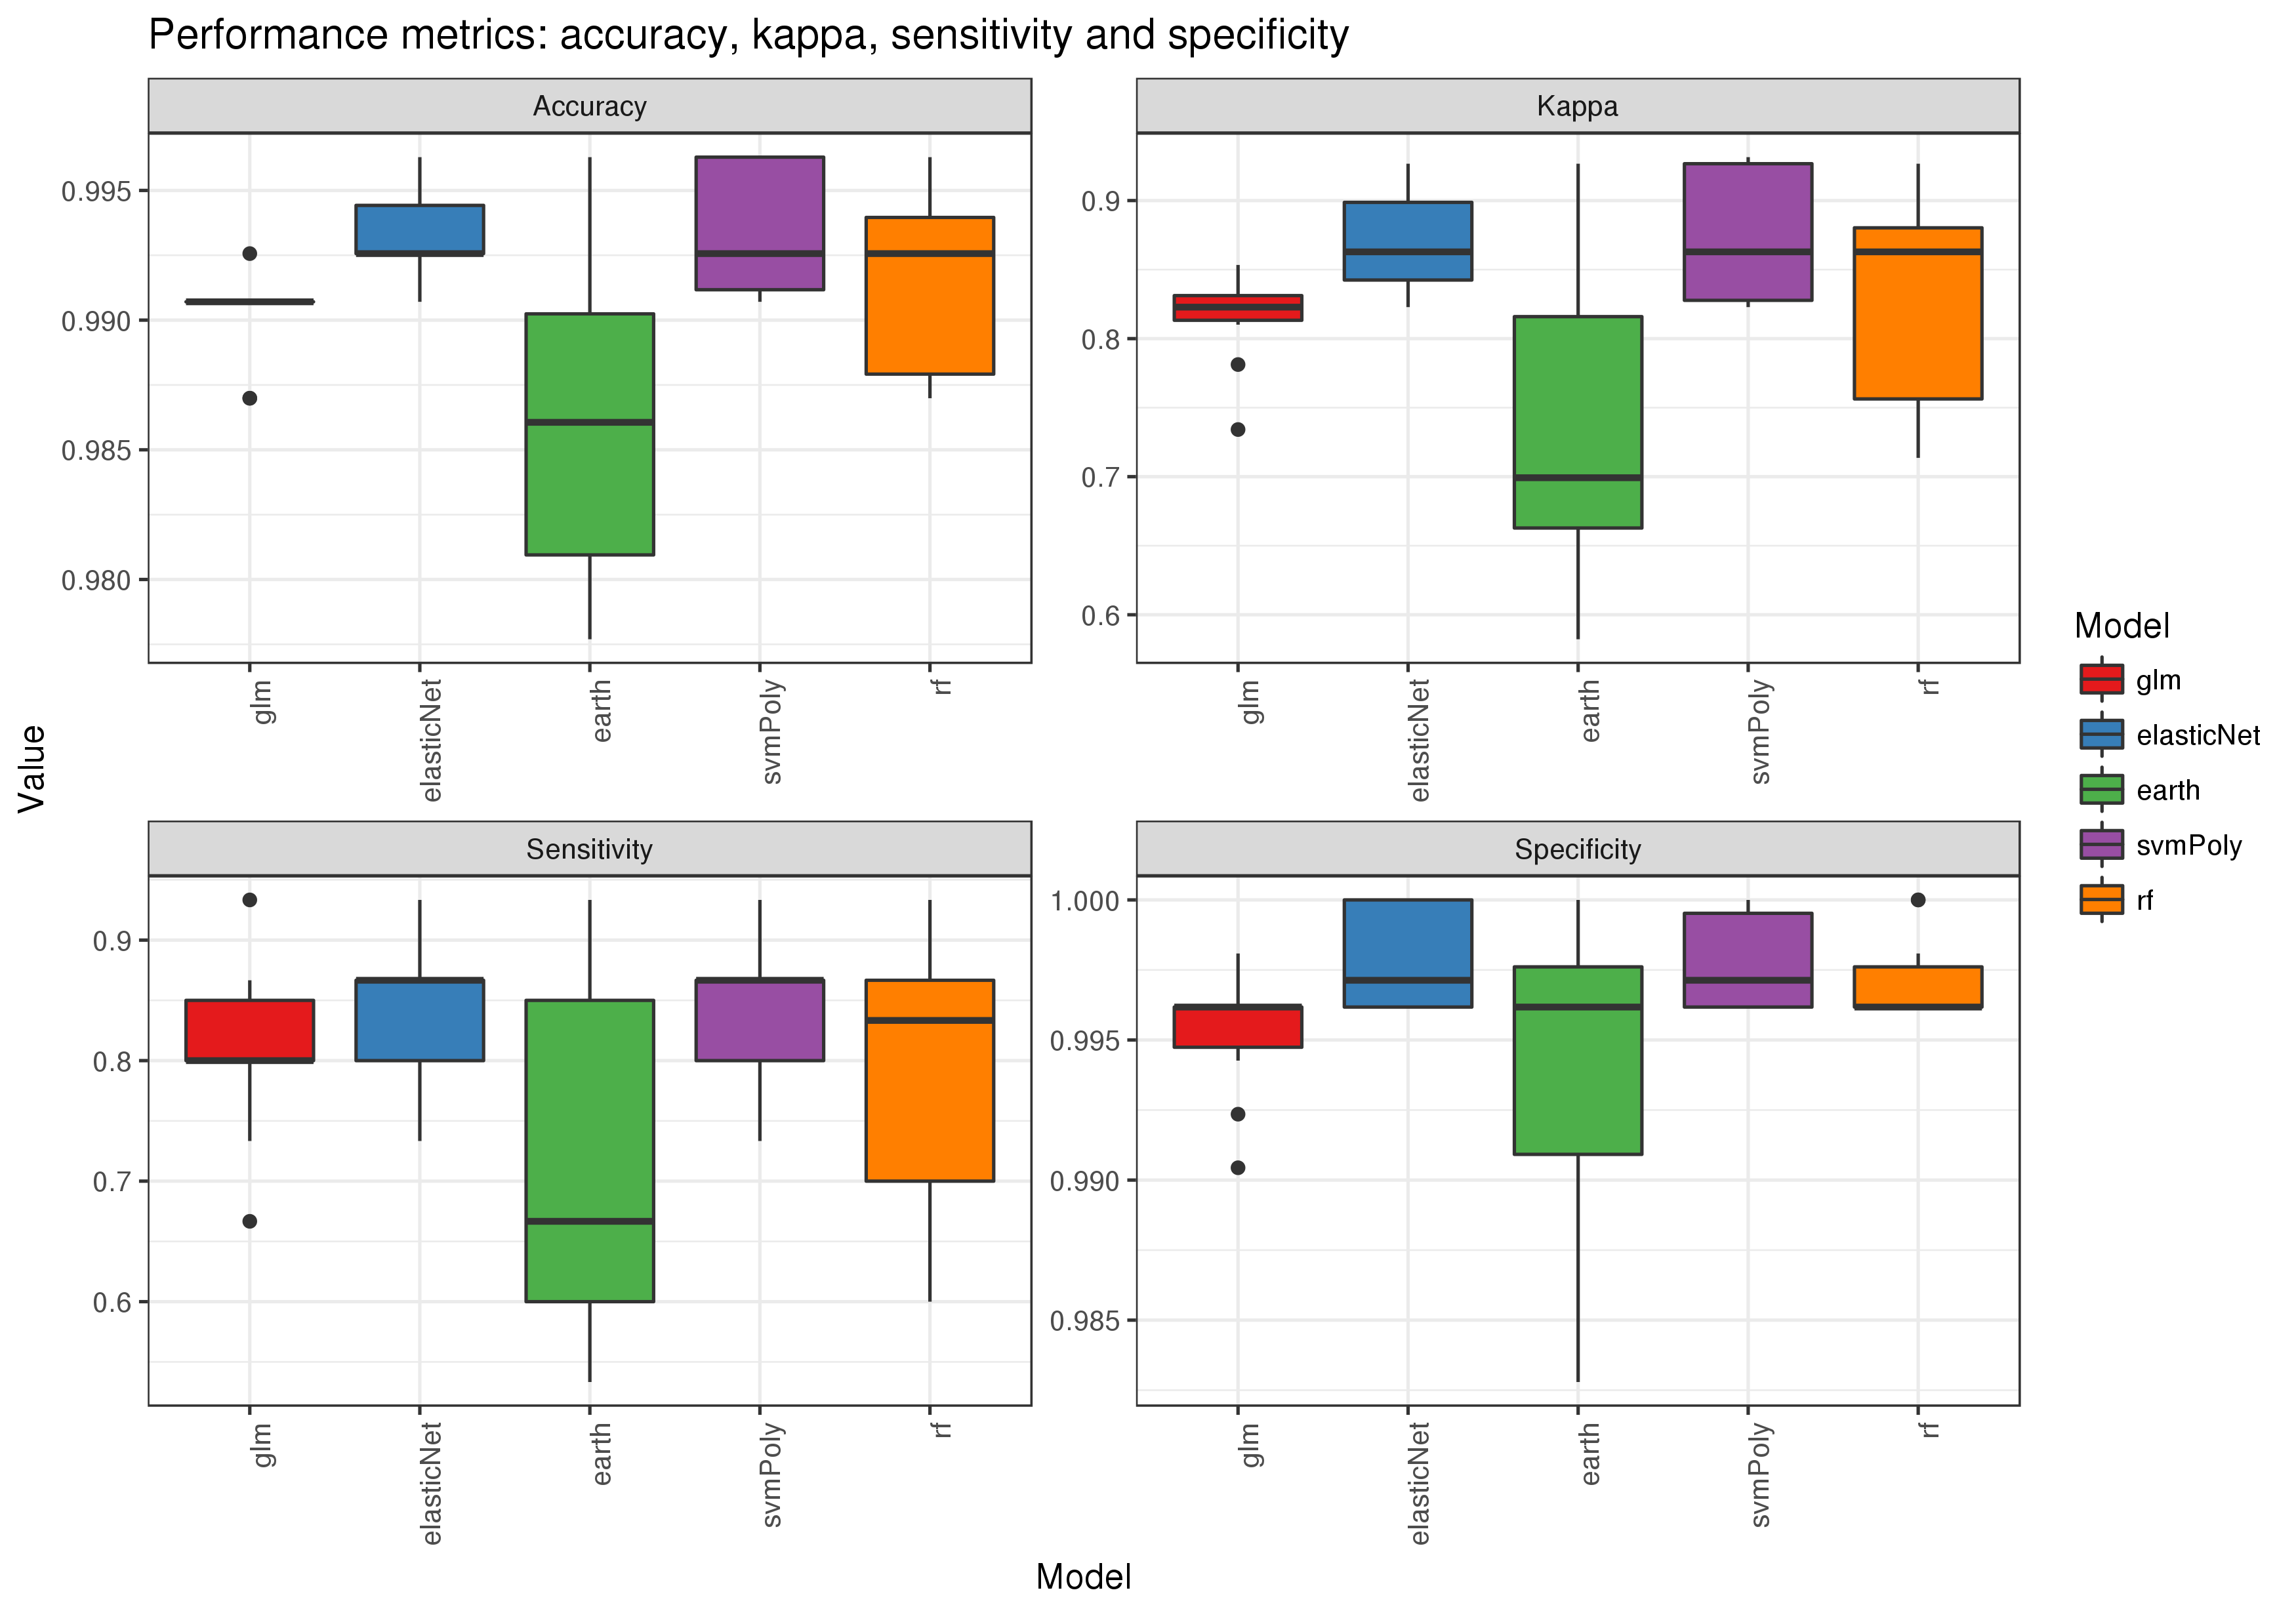 Performance metrics: accuracy, kappa, sensitivity and specificity
Accuracy
0.995
0.990
0.985
0.980
glm
elasticNet
earth
svmPoly
rf
Kappa
0.9
0.8
0.7
0.6
glm
elasticNet
earth
svmPoly
rf
Value
Sensitivity
0.9
0.8
0.7
0.6
glm
elasticNet
earth
svmPoly
rf
Specificity
1.000
0.995
0.990
0.985
glm
elasticNet
earth
svmPoly
rf
Model
Model
glm
elasticNet
earth
svmPoly
rf